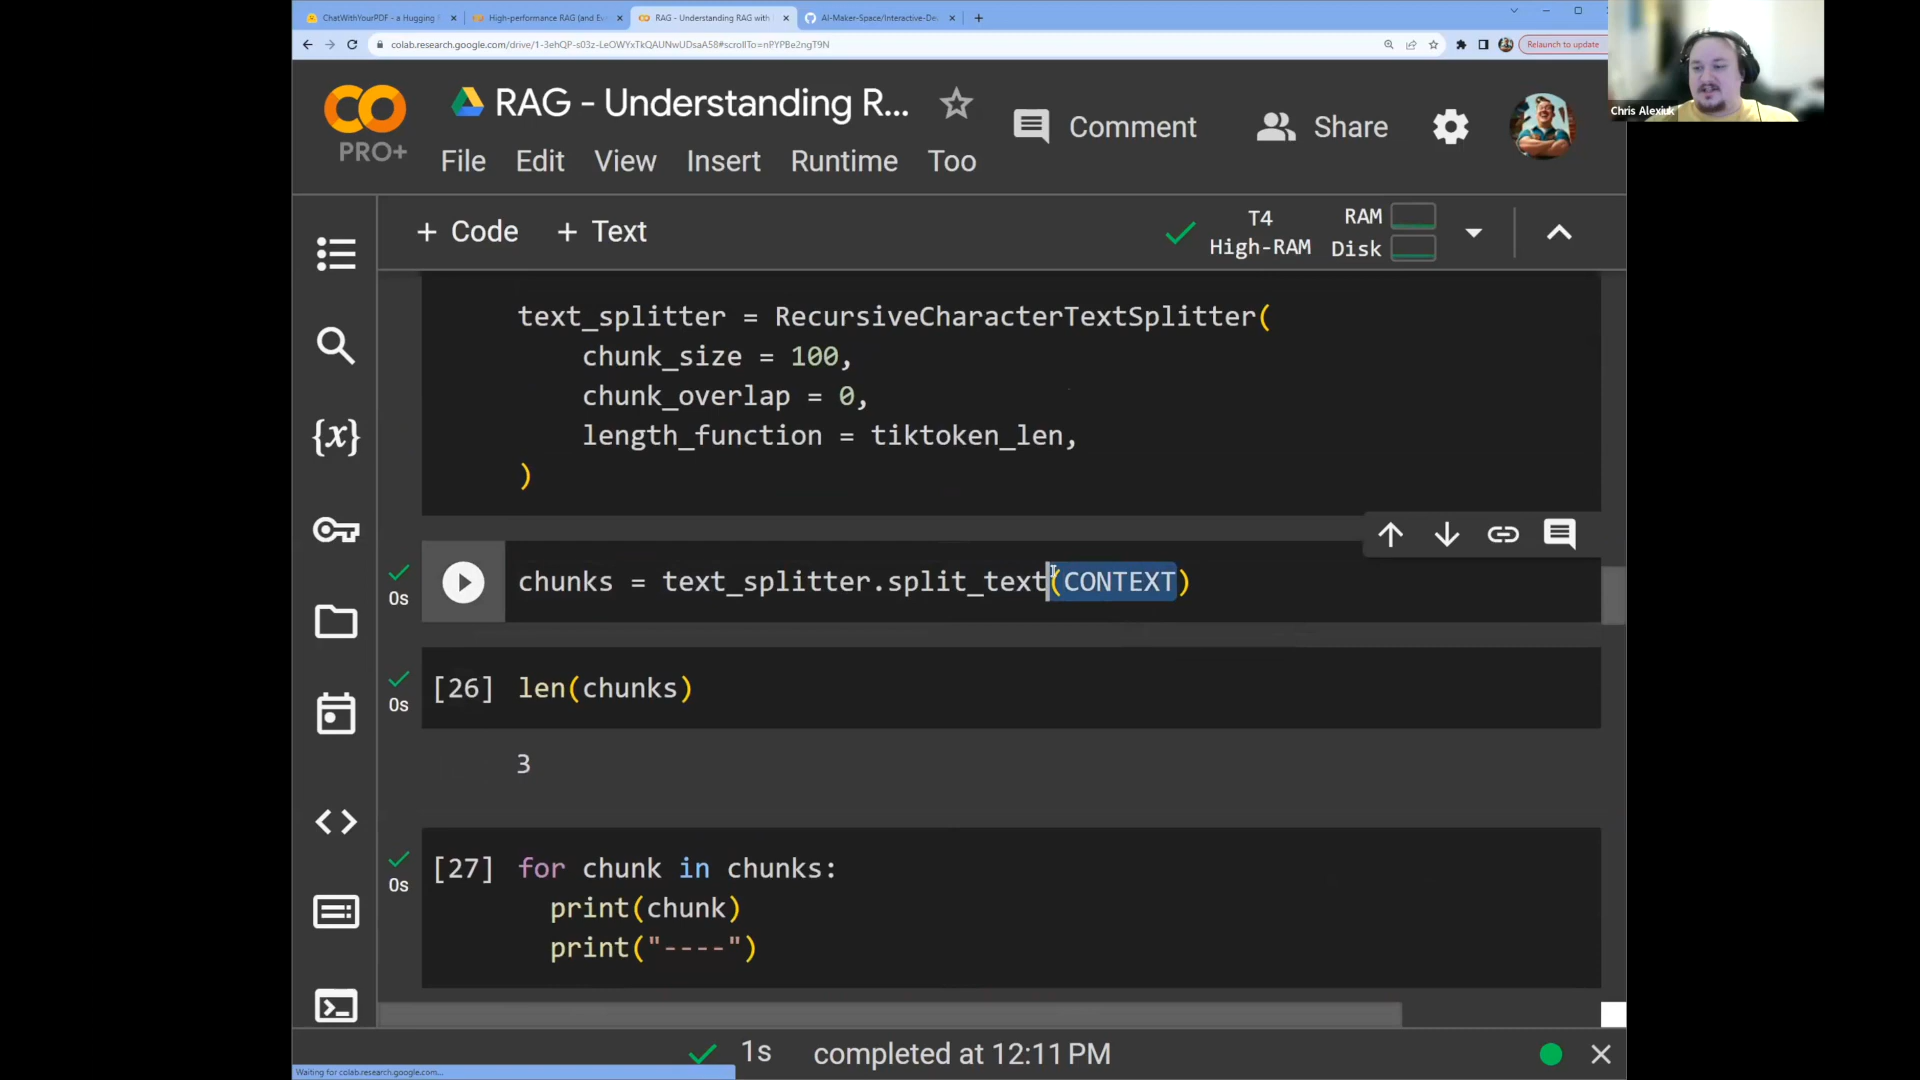 ChatWithYourPDF - a Hugging F
High-performance RAG (and Ev
RAG - Understanding RAG with
AI-Maker-Space/Interactive-De
colab.research.google.com/drive/1-3ehQP-s03z-LeOWYxTkQAUNwUDsaA58#scrollTo=nPYPBe2ngT9N
Relaunch to update
Chris Alexiuk
CO
PRO+
RAG - Understanding R...
Comment
Share
File Edit View Insert Runtime Too
+ Code + Text
T4
High-RAM
RAM
Disk
text_splitter = RecursiveCharacterTextSplitter(
chunk_size = 100,
chunk_overlap = 0,
length_function = tiktoken_len,
)
{x}
0s
chunks = text_splitter.split_text(CONTEXT)
[26] len(chunks)
0s
3
[27] for chunk in chunks:
0s
print(chunk)
print("----")
1s completed at 12:11 PM
Waiting for colab.research.google.com...